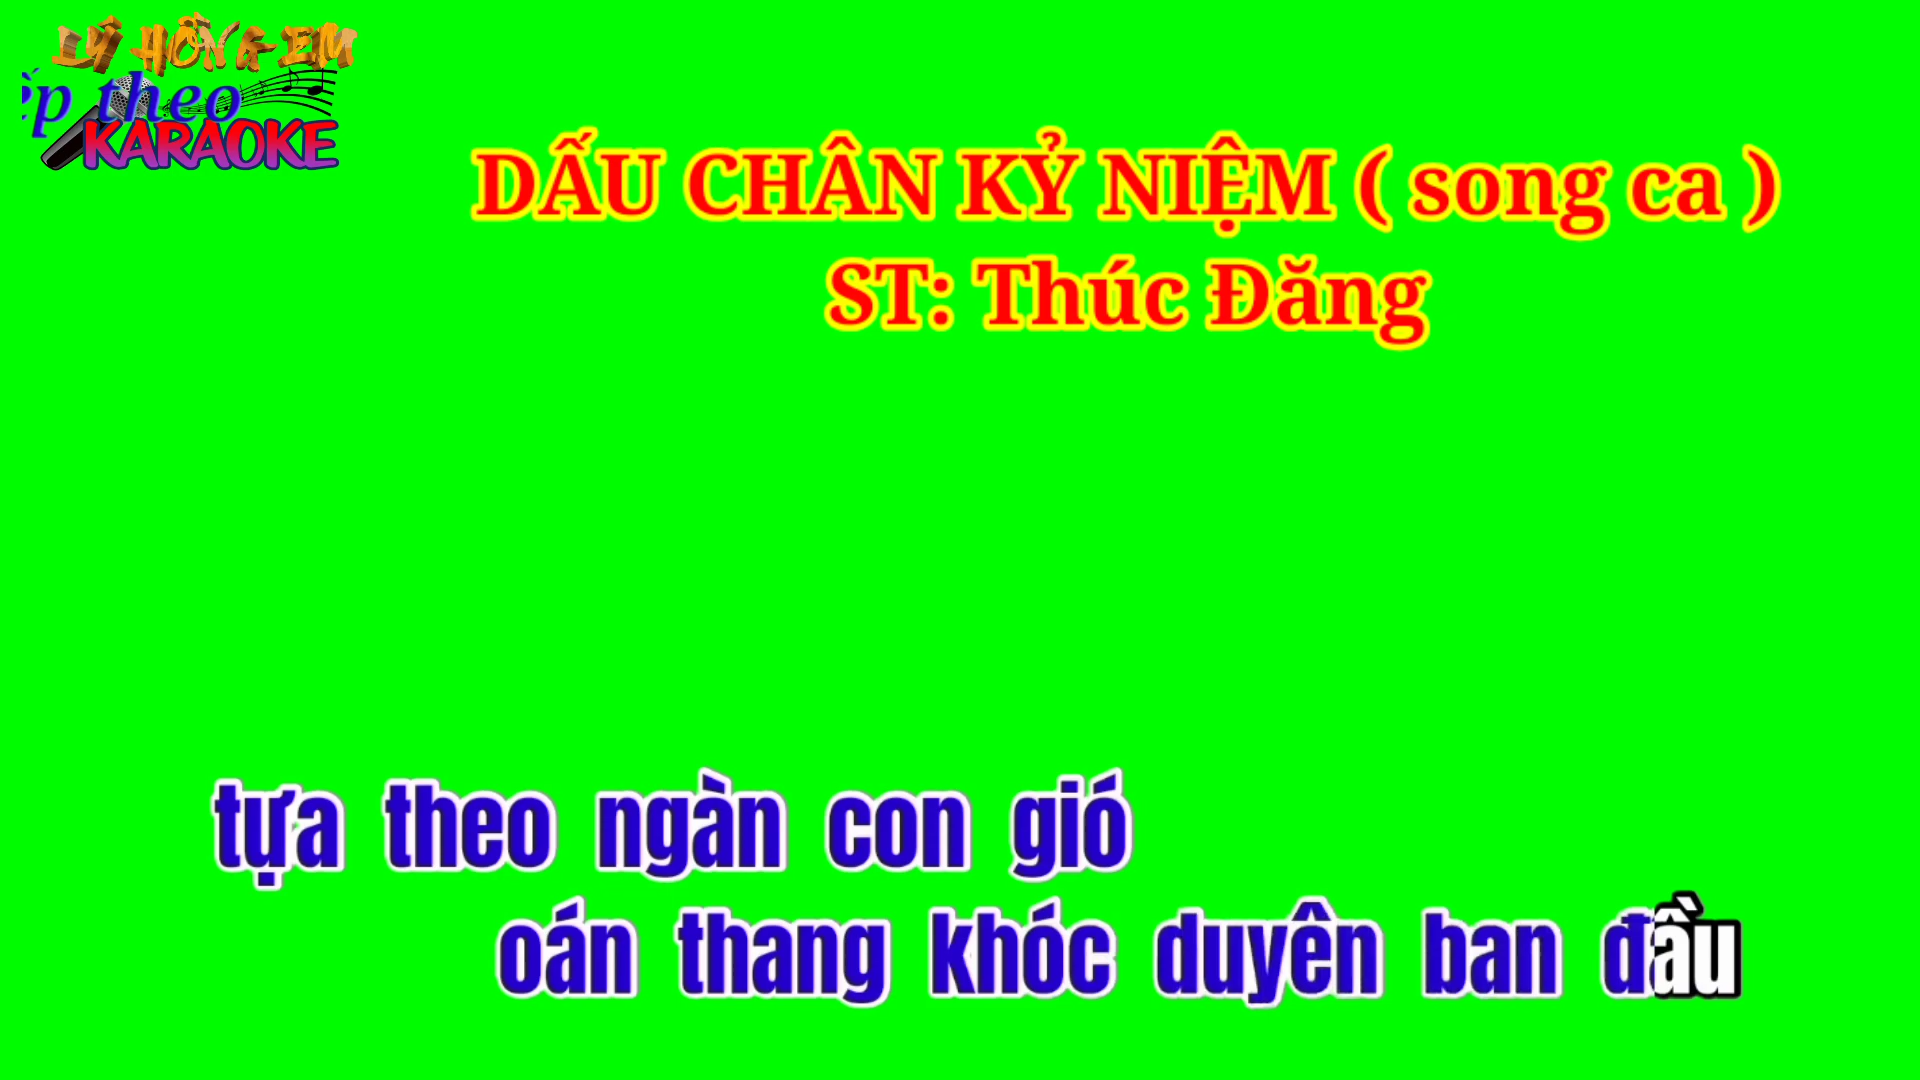 LÝ HỒNG EM
ếp theo
KARAOKE
DẤU CHÂN KỶ NIỆM ( song ca )
ST: Thúc Đăng
tựa theo ngàn con gió
oán thang khóc duyên ban đầu